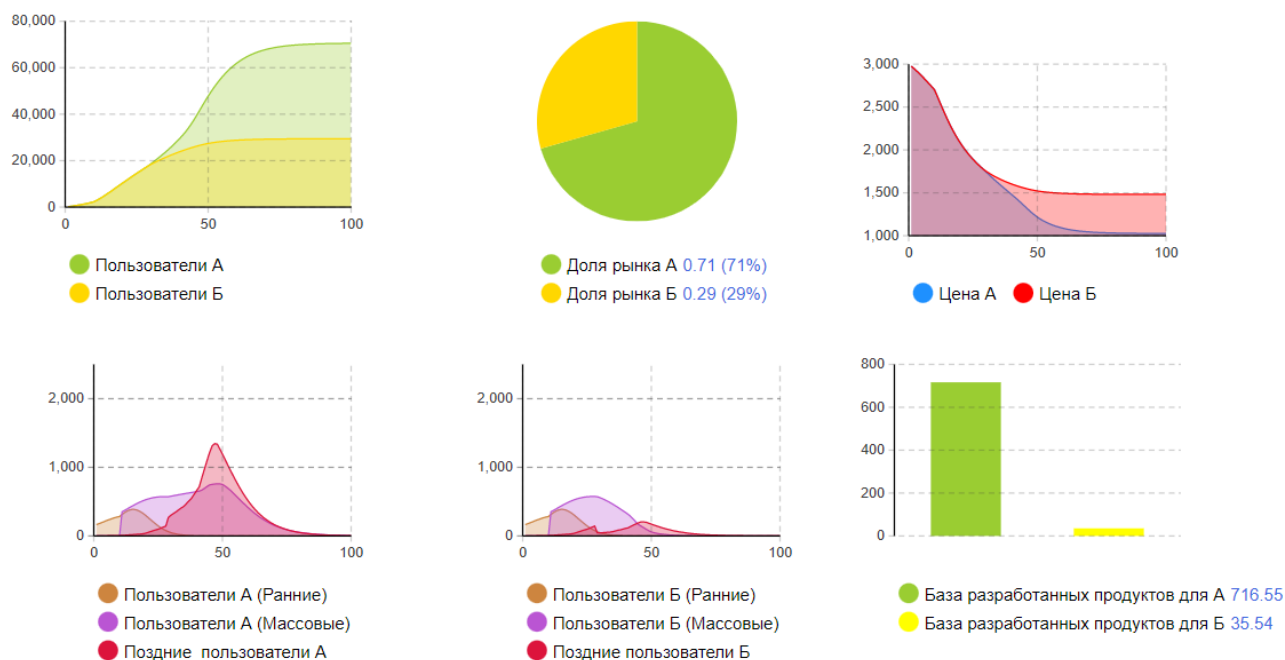 80,000
60,000
40,000
20,000
0
0
50
100
Пользователи А
Пользователи Б
Доля рынка А 0.71 (71%)
Доля рынка Б 0.29 (29%)
3,000
2,500
2,000
1,500
1,000
0
50
100
Цена А
Цена Б
2,000
1,000
0
0
50
100
Пользователи А (Ранние)
Пользователи А (Массовые)
Поздние пользователи А
2,000
1,000
0
0
50
100
Пользователи Б (Ранние)
Пользователи Б (Массовые)
Поздние пользователи Б
800
600
400
200
0
База разработанных продуктов для А 716.55
База разработанных продуктов для Б 35.54